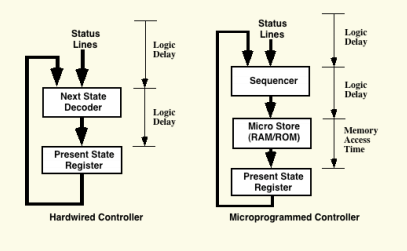 Status
Lines
Logic
Delay
Next State
Decoder
Logic
Delay
Present State
Register
Hardwired Controller
Status
Lines
Logic
Delay
Sequencer
Logic
Delay
Micro Store
(RAM/ROM)
Memory
Access
Time
Present State
Register
Microprogrammed Controller